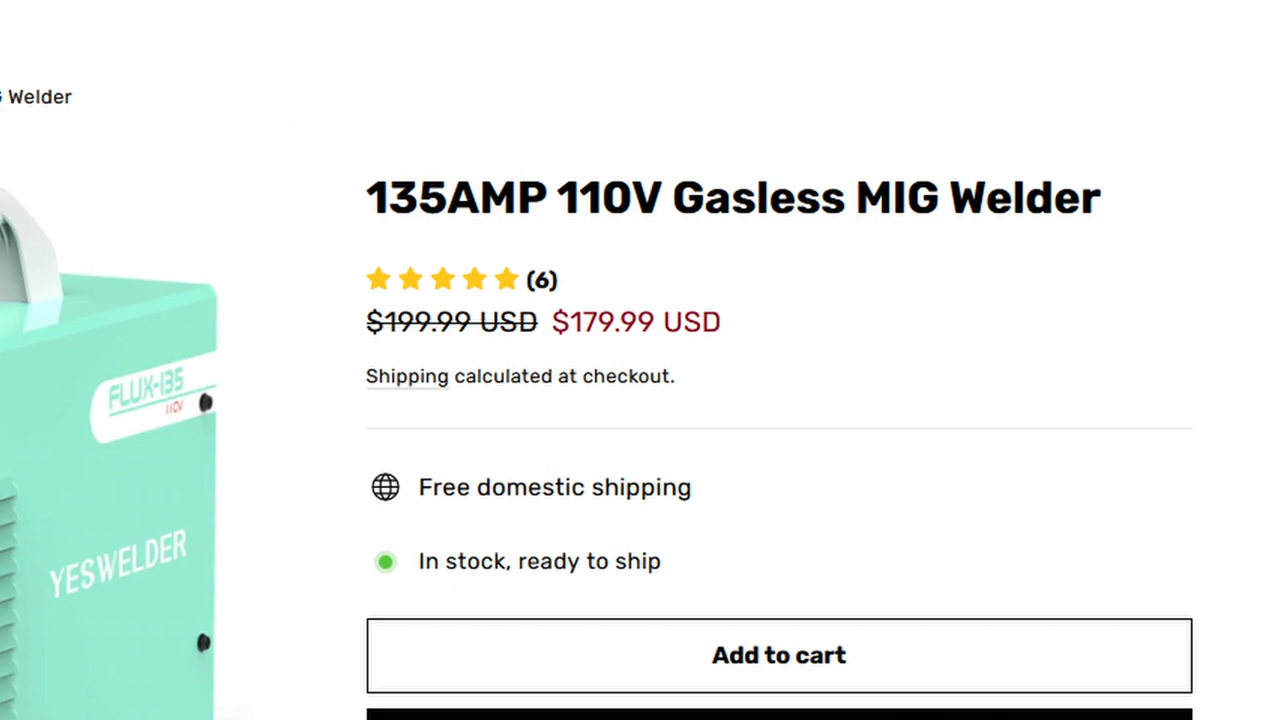 Welder
135AMP 110V Gasless MIG Welder
(6)
$199.99 USD $179.99 USD
Shipping calculated at checkout.
FLUX-135
110V
Free domestic shipping
YESWELDER
In stock, ready to ship
Add to cart